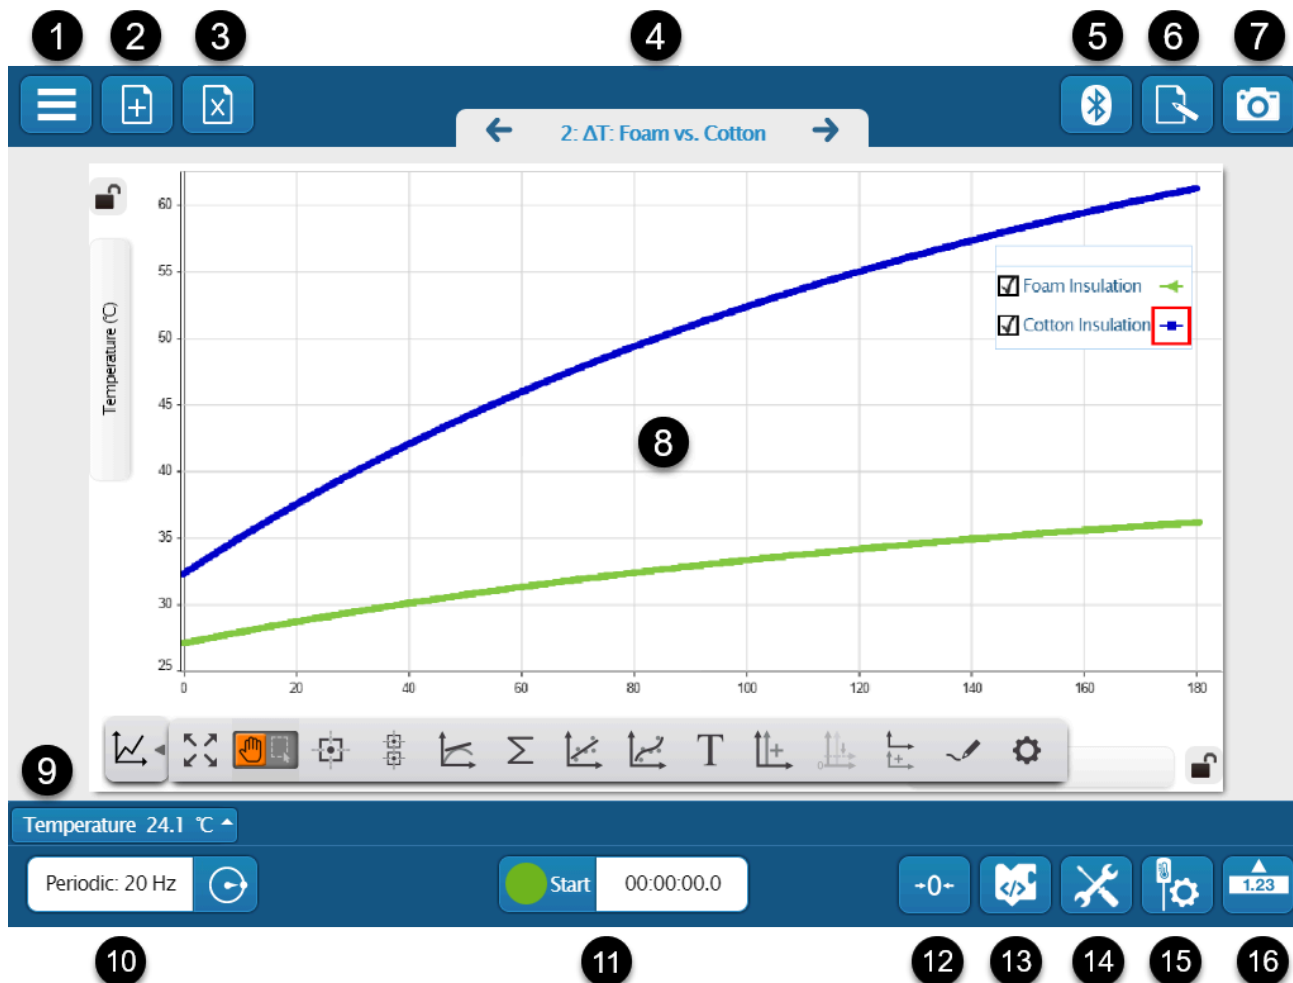 1 2 3 4 5 6 7
2: ΔT: Foam vs. Cotton
60
55
50
45
40
35
30
25
Temperature (℃)
Foam Insulation
Cotton Insulation
8
0 20 40 60 80 100 120 140 160 180
Σ T
0
9
Temperature 24.1 ℃
Periodic: 20 Hz
Start 00:00:00.0
→0←
</>
1.23
10 11 12 13 14 15 16